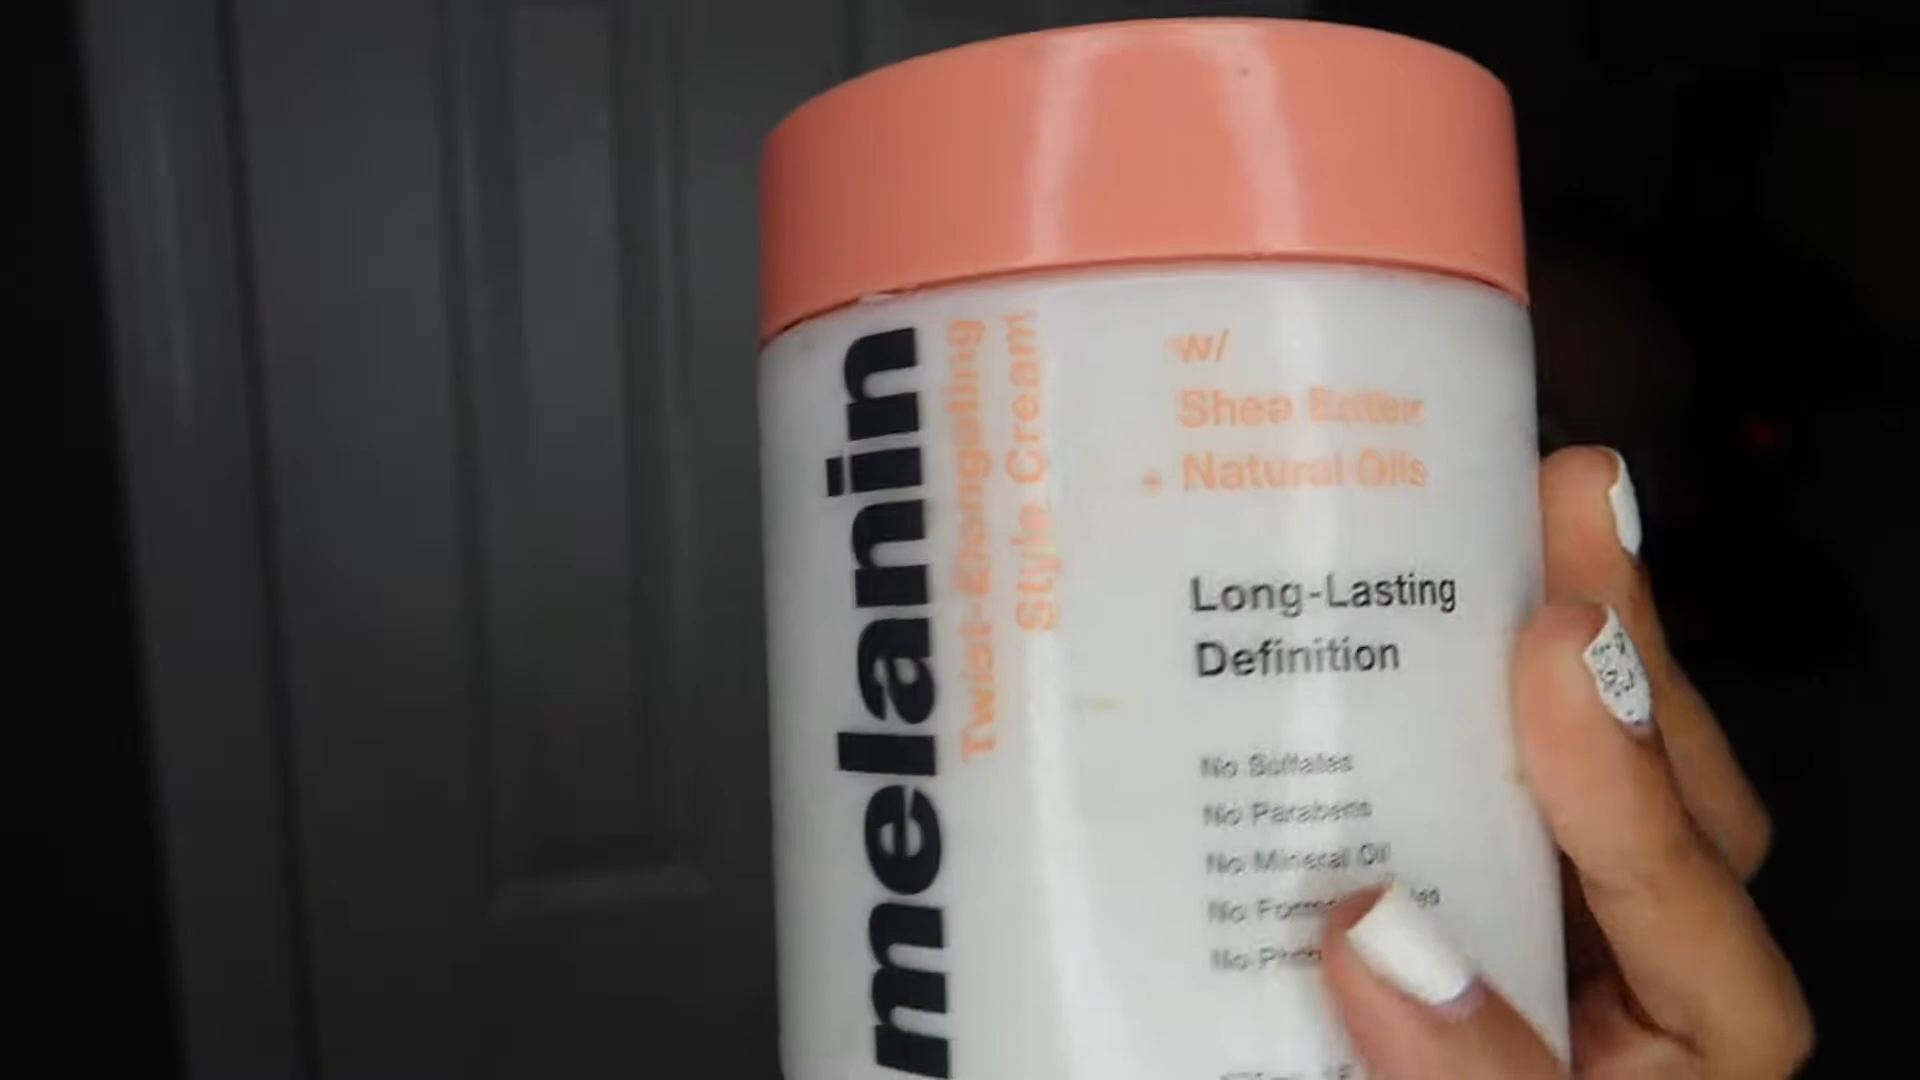 melanin
Twist-Elongating
Style Cream
w/
Shea Butter
+ Natural Oils
Long-Lasting
Definition
No Sulfates
No Parabens
No Mineral Oil
No
No